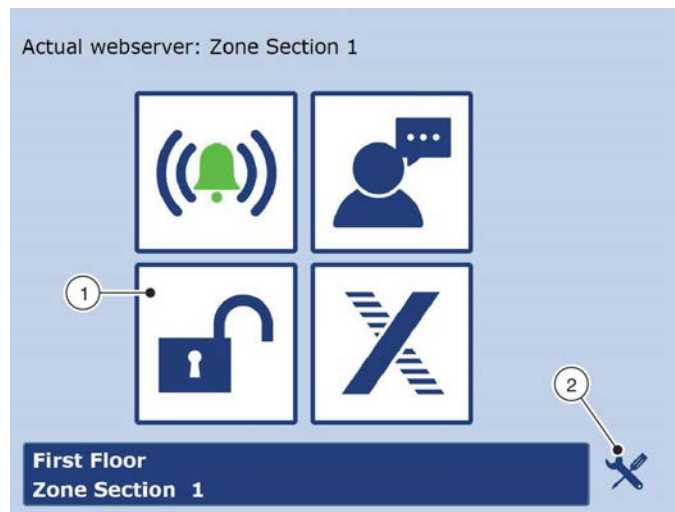 Actual webserver: Zone Section 1
1
2
First Floor
Zone Section 1